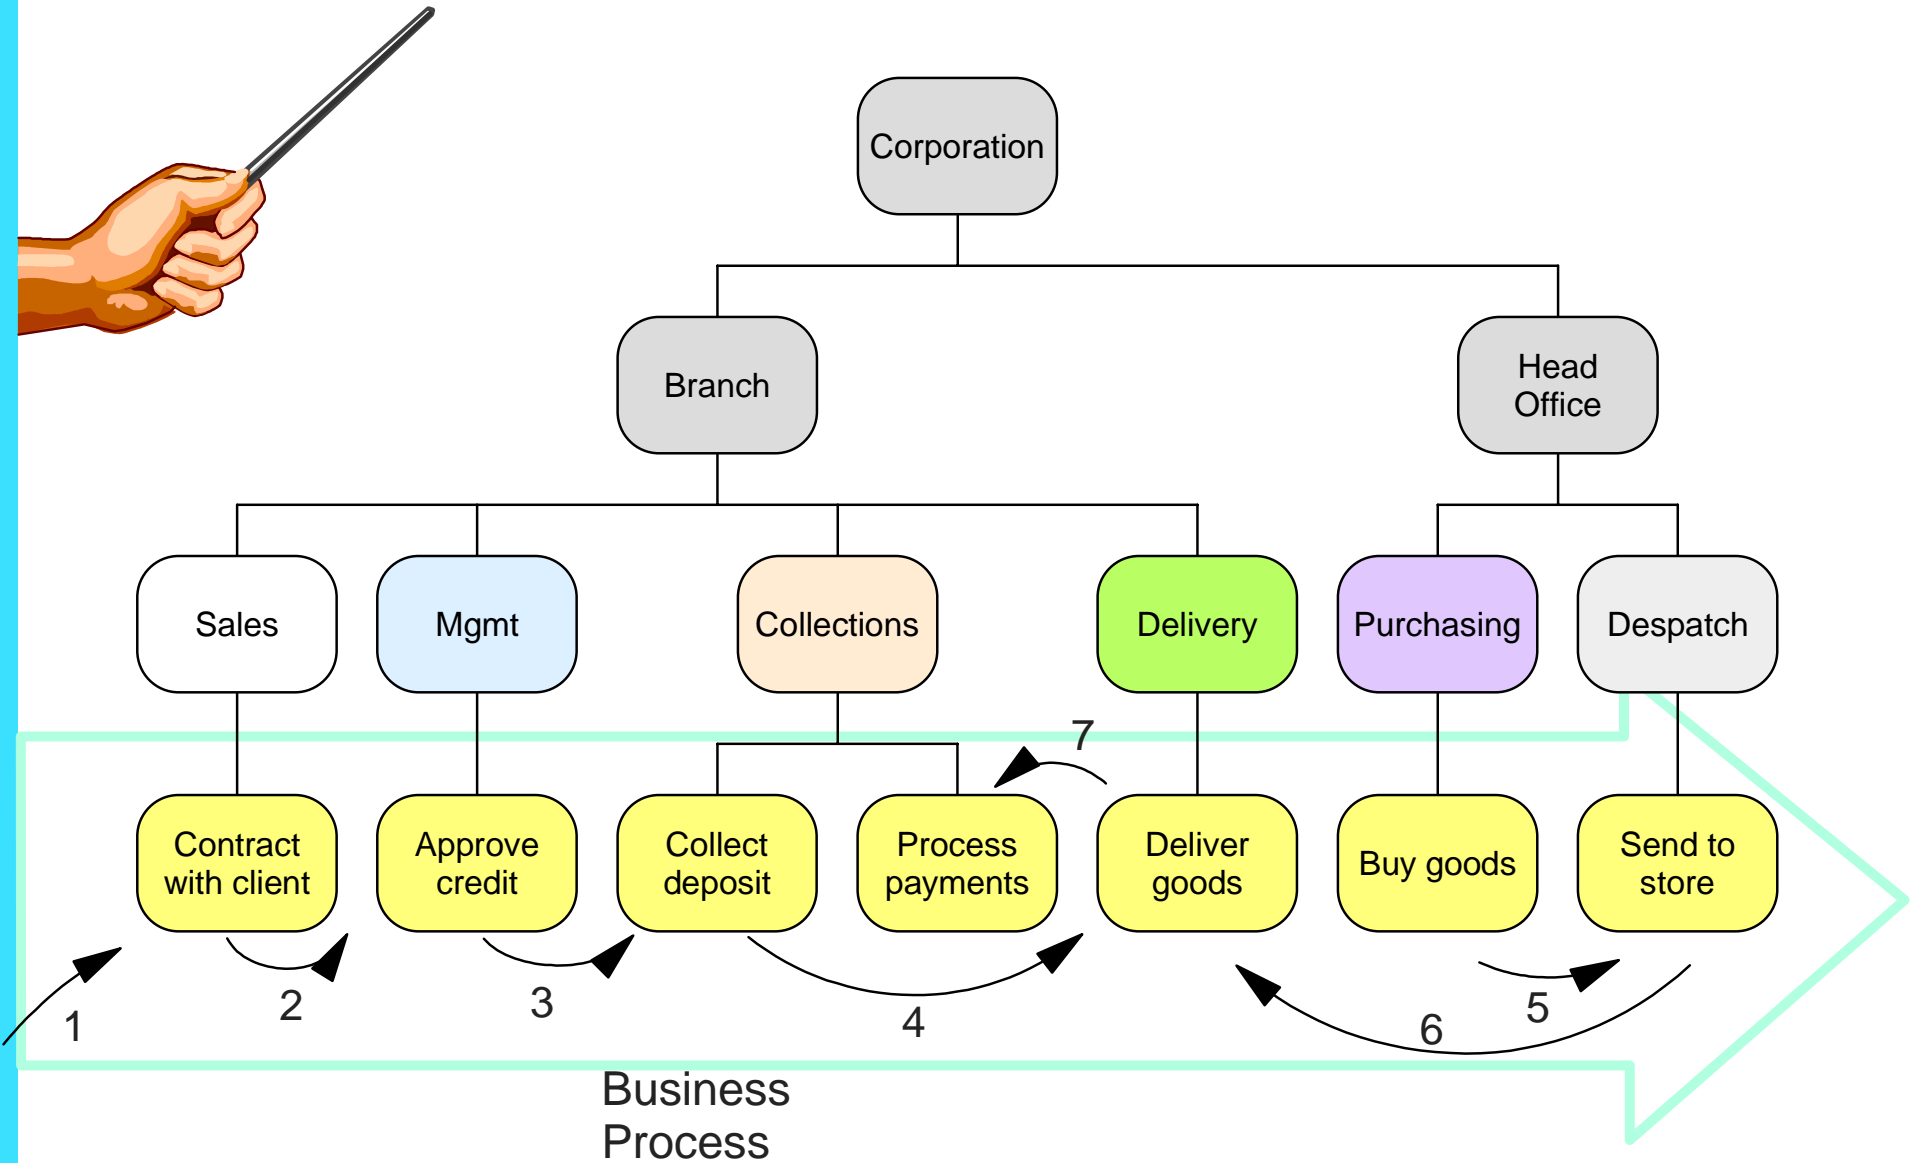 Corporation
Branch
Head
Office
Sales
Mgmt
Collections
Delivery
Purchasing
Despatch
7
Contract
with client
Approve
credit
Collect
deposit
Process
payments
Deliver
goods
Buy goods
Send to
store
1
2
3
4
5
6
Business
Process